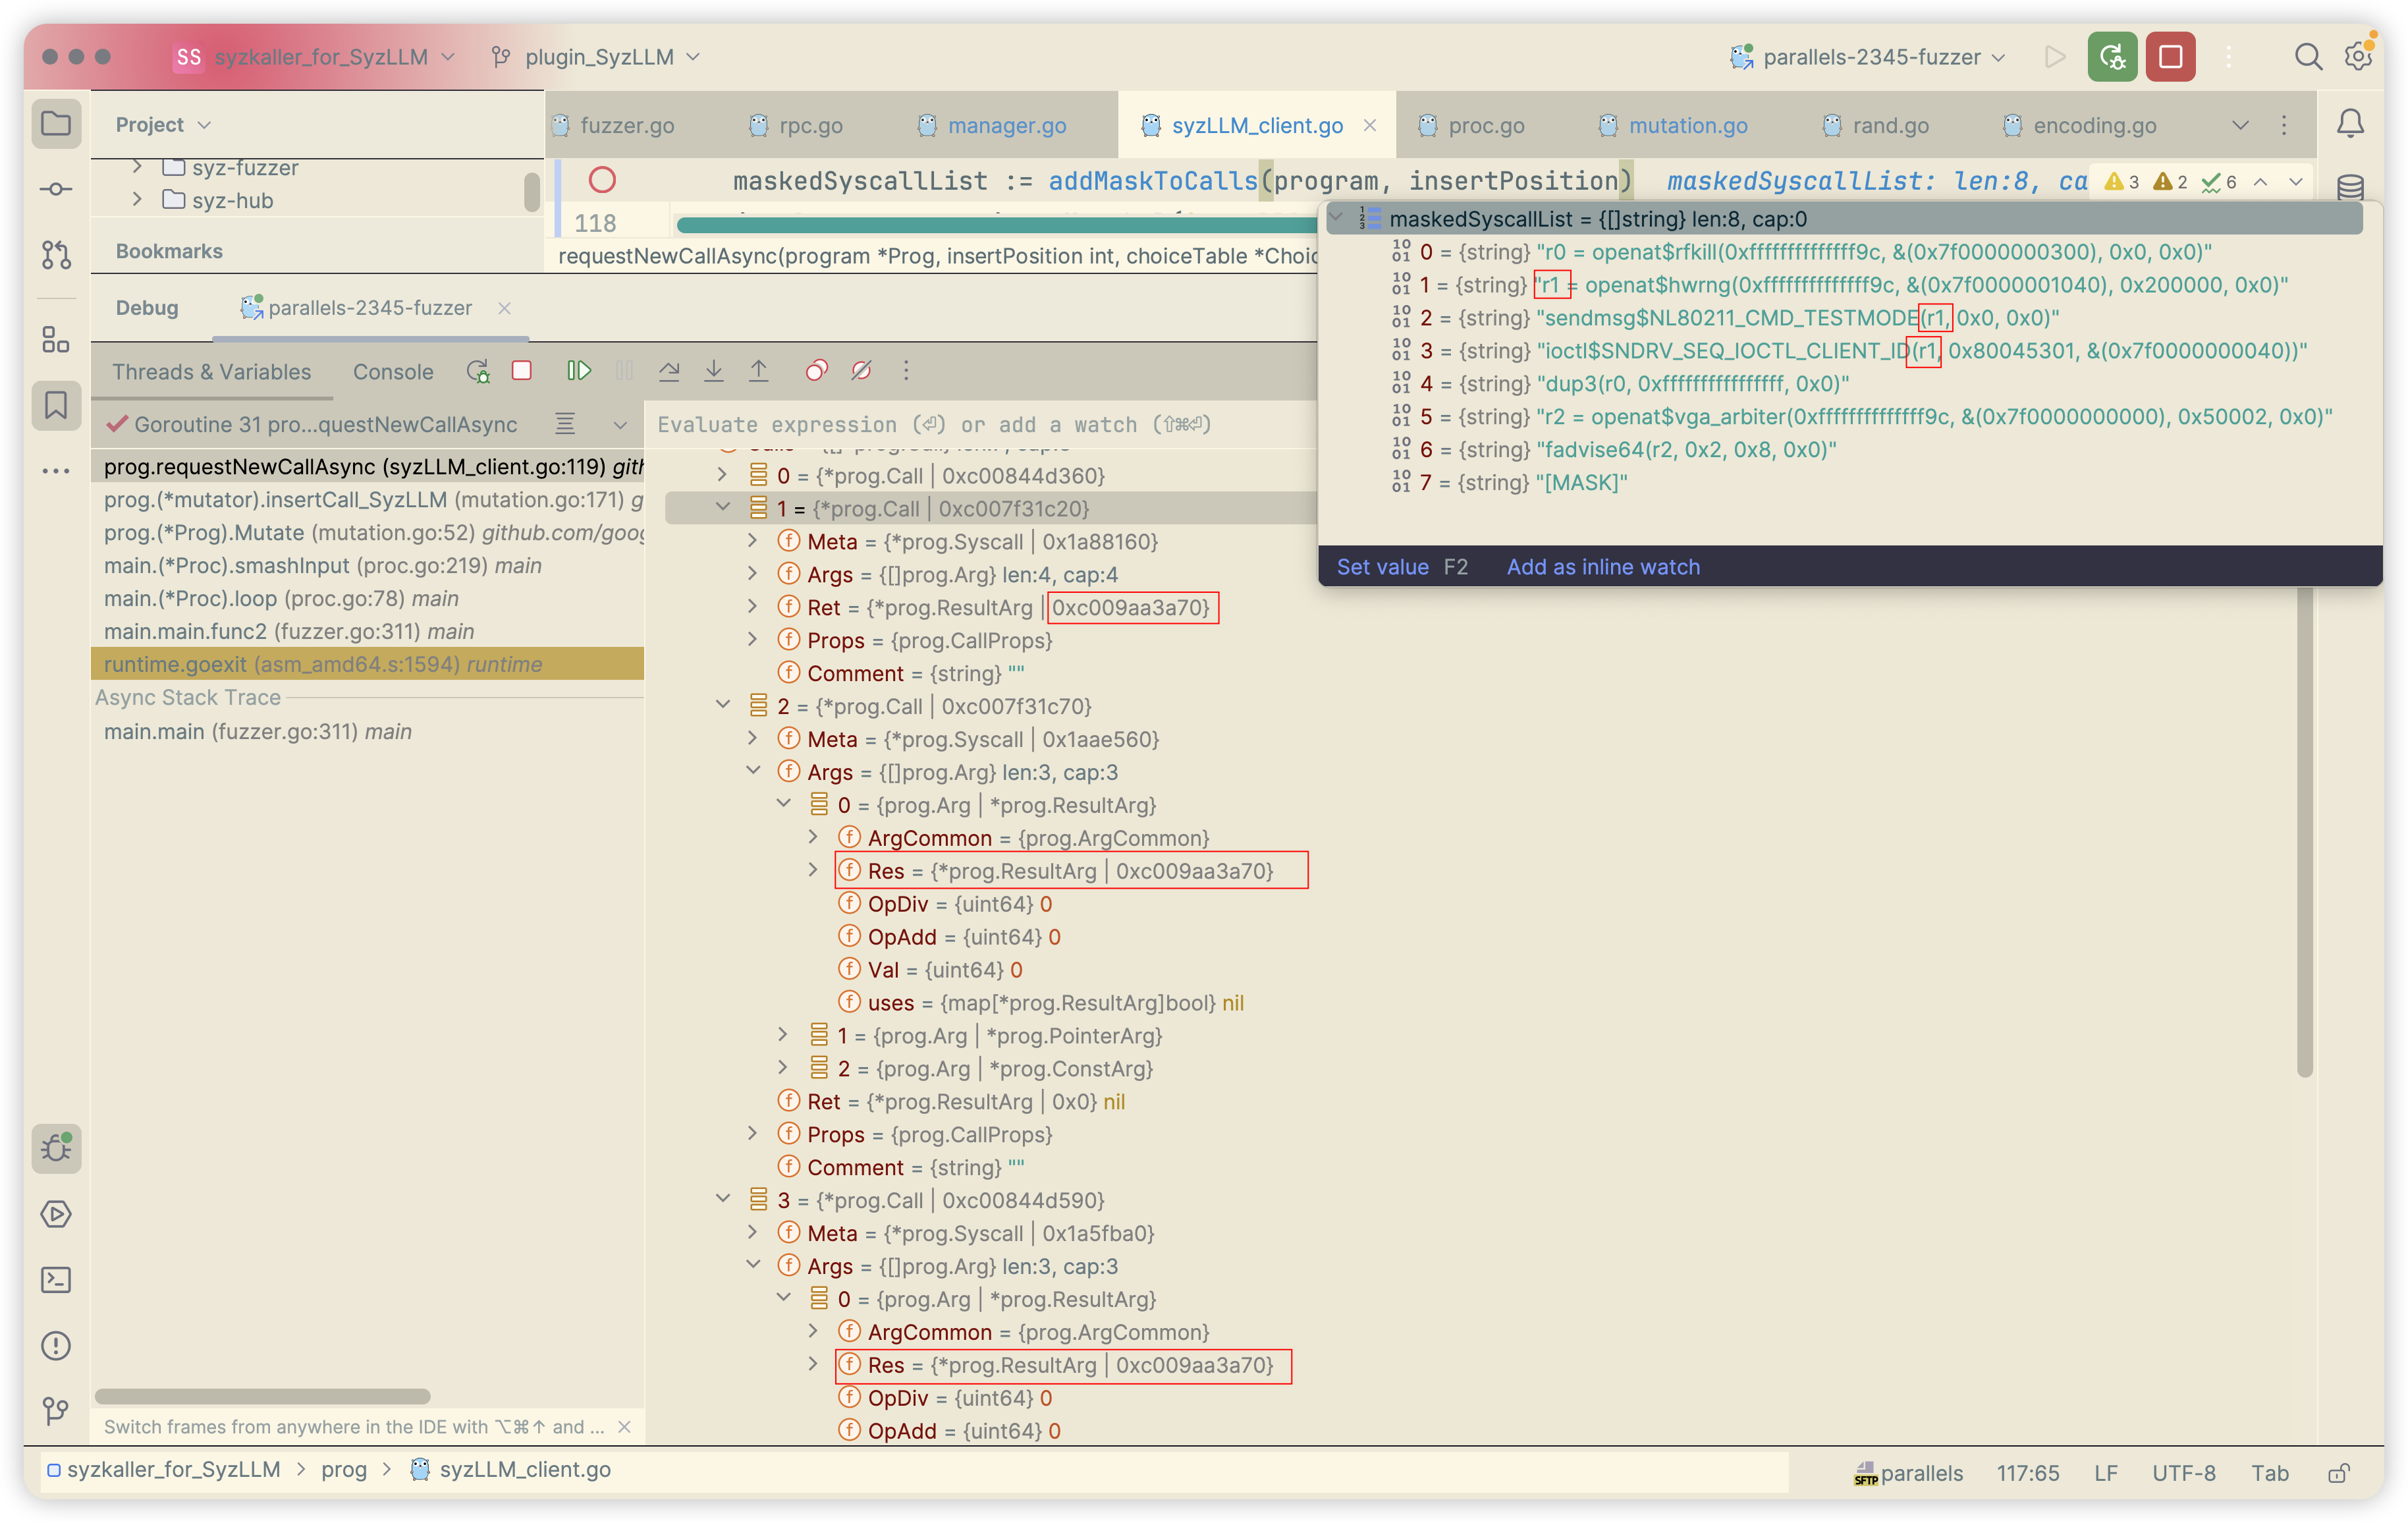 SS syzkaller_for_SyzLLM plugin_SyzLLM parallels-2345-fuzzer
Project
fuzzer.go rpc.go manager.go syzLLM_client.go proc.go mutation.go rand.go encoding.go
syz-fuzzer
syz-hub
Bookmarks
maskedSyscallList := addMaskToCalls(program, insertPosition) maskedSyscallList: len:8, ca 3 2 6
118
requestNewCallAsync(program *Prog, insertPosition int, choiceTable *Choic
maskedSyscallList = {[]string} len:8, cap:0
0 = {string} "r0 = openat$rfkill(0xffffffffffffff9c, &(0x7f0000000300), 0x0, 0x0)"
1 = {string} "r1 = openat$hwrng(0xffffffffffffff9c, &(0x7f0000001040), 0x200000, 0x0)"
2 = {string} "sendmsg$NL80211_CMD_TESTMODE(r1, 0x0, 0x0)"
3 = {string} "ioctl$SNDRV_SEQ_IOCTL_CLIENT_ID(r1, 0x80045301, &(0x7f0000000040))"
4 = {string} "dup3(r0, 0xffffffffffffffff, 0x0)"
5 = {string} "r2 = openat$vga_arbiter(0xffffffffffffff9c, &(0x7f0000000000), 0x50002, 0x0)"
6 = {string} "fadvise64(r2, 0x2, 0x8, 0x0)"
7 = {string} "[MASK]"
Set value F2 Add as inline watch
Debug parallels-2345-fuzzer
Threads & Variables Console
Goroutine 31 pro...questNewCallAsync
Evaluate expression (⏎) or add a watch (⇧⌘⏎)
prog.requestNewCallAsync (syzLLM_client.go:119) gith
prog.(*mutator).insertCall_SyzLLM (mutation.go:171) g
prog.(*Prog).Mutate (mutation.go:52) github.com/goog
main.(*Proc).smashInput (proc.go:219) main
main.(*Proc).loop (proc.go:78) main
main.main.func2 (fuzzer.go:311) main
runtime.goexit (asm_amd64.s:1594) runtime
Async Stack Trace
main.main (fuzzer.go:311) main
0 = {*prog.Call | 0xc00844d360}
1 = {*prog.Call | 0xc007f31c20}
Meta = {*prog.Syscall | 0x1a88160}
Args = {[]prog.Arg} len:4, cap:4
Ret = {*prog.ResultArg | 0xc009aa3a70}
Props = {prog.CallProps}
Comment = {string} ""
2 = {*prog.Call | 0xc007f31c70}
Meta = {*prog.Syscall | 0x1aae560}
Args = {[]prog.Arg} len:3, cap:3
0 = {prog.Arg | *prog.ResultArg}
ArgCommon = {prog.ArgCommon}
Res = {*prog.ResultArg | 0xc009aa3a70}
OpDiv = {uint64} 0
OpAdd = {uint64} 0
Val = {uint64} 0
uses = {map[*prog.ResultArg]bool} nil
1 = {prog.Arg | *prog.PointerArg}
2 = {prog.Arg | *prog.ConstArg}
Ret = {*prog.ResultArg | 0x0} nil
Props = {prog.CallProps}
Comment = {string} ""
3 = {*prog.Call | 0xc00844d590}
Meta = {*prog.Syscall | 0x1a5fba0}
Args = {[]prog.Arg} len:3, cap:3
0 = {prog.Arg | *prog.ResultArg}
ArgCommon = {prog.ArgCommon}
Res = {*prog.ResultArg | 0xc009aa3a70}
OpDiv = {uint64} 0
OpAdd = {uint64} 0
Switch frames from anywhere in the IDE with ⌥⌘↑ and ...
syzkaller_for_SyzLLM > prog > syzLLM_client.go SFTP parallels 117:65 LF UTF-8 Tab